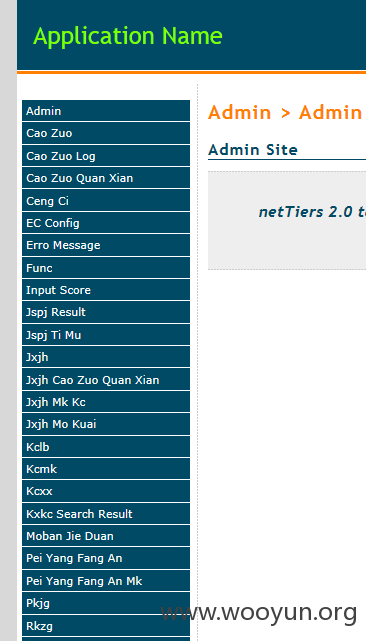 Application Name
Admin
Cao Zuo
Cao Zuo Log
Cao Zuo Quan Xian
Ceng Ci
EC Config
Erro Message
Func
Input Score
Jspj Result
Jspj Ti Mu
Jxjh
Jxjh Cao Zuo Quan Xian
Jxjh Mk Kc
Jxjh Mo Kuai
Kclb
Kcmk
Kcxx
Kxkc Search Result
Moban Jie Duan
Pei Yang Fang An
Pei Yang Fang An Mk
Pkjg
Rkzg
Admin > Admin
Admin Site
netTiers 2.0 t
www.wooyun.org